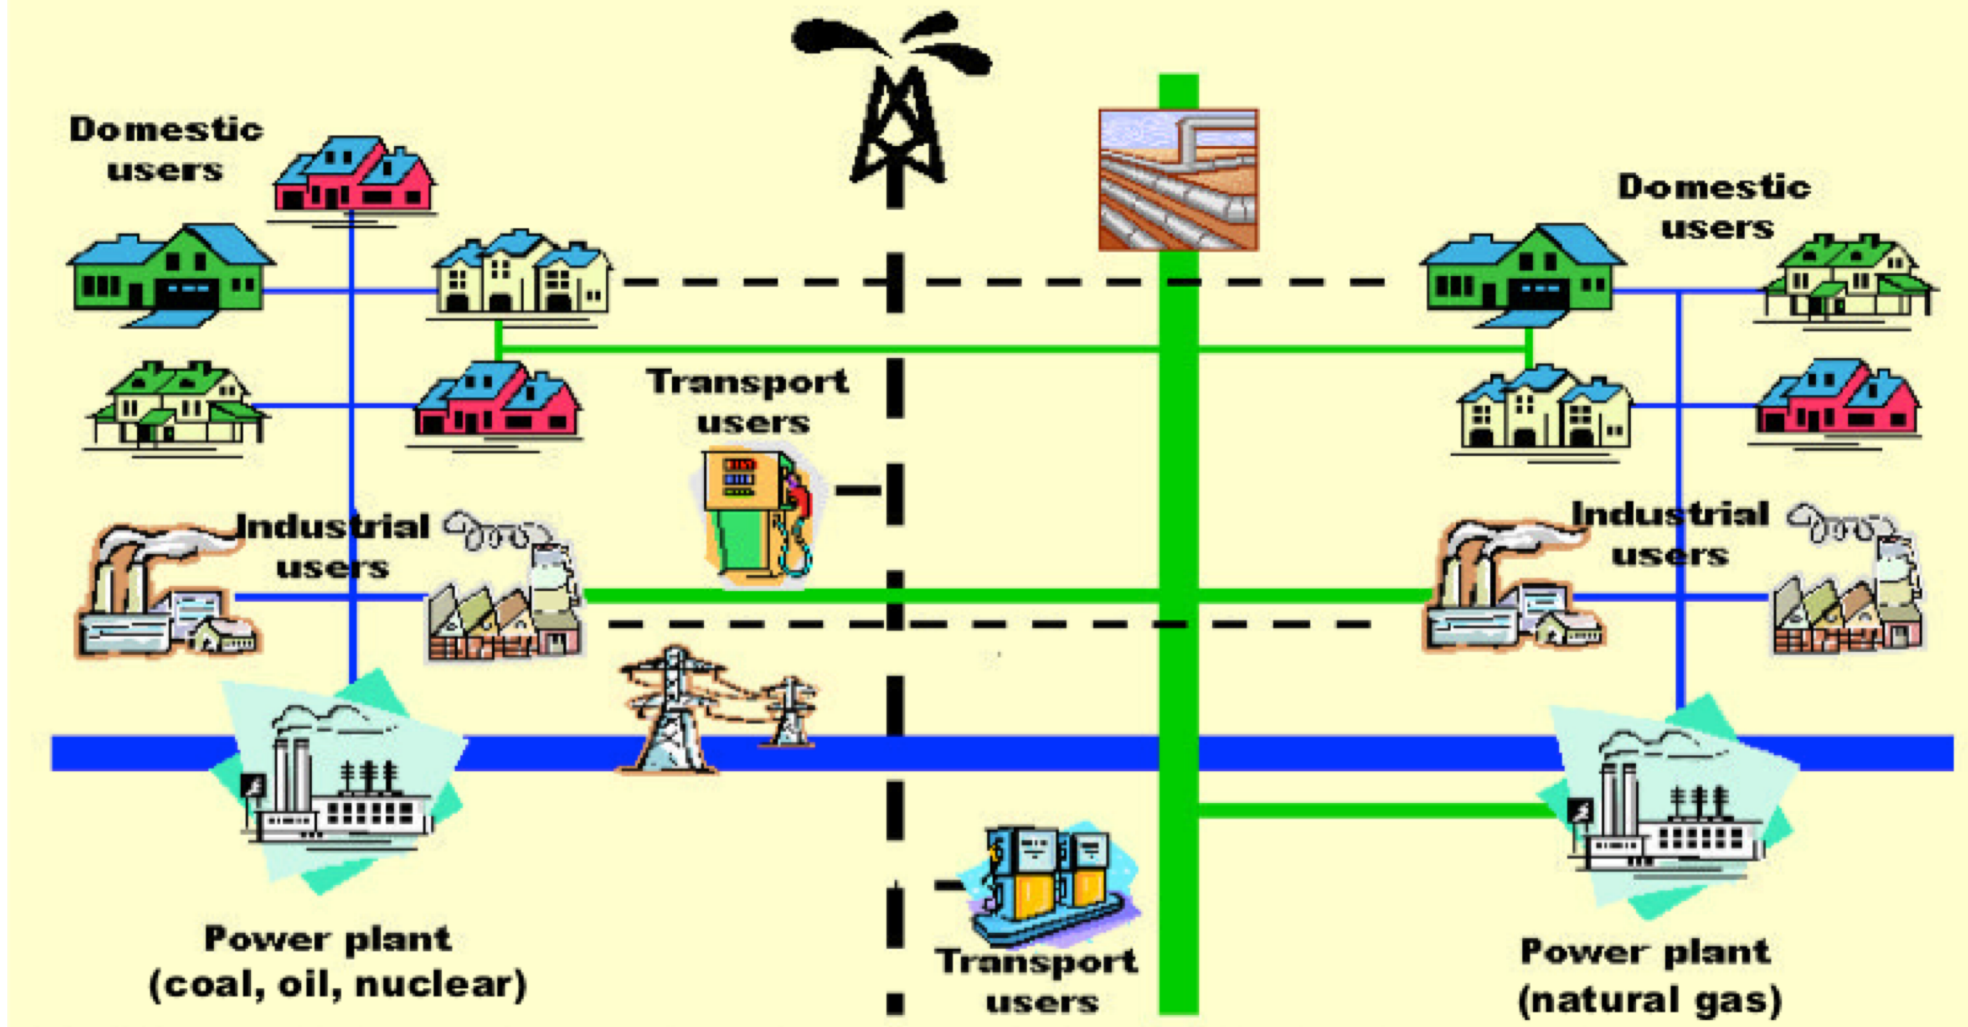 Domestic
users
Domestic
users
Transport
users
Industrial
users
Industrial
users
Power plant
(coal, oil, nuclear)
Transport
users
Power plant
(natural gas)